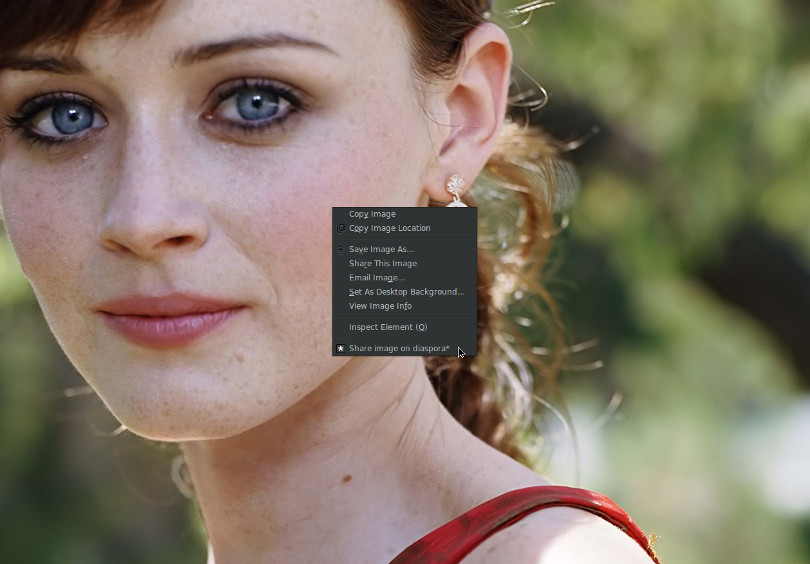 Copy Image
Copy Image Location
Save Image As...
Share This Image
Email Image...
Set As Desktop Background...
View Image Info
Inspect Element (Q)
Share image on diaspora*